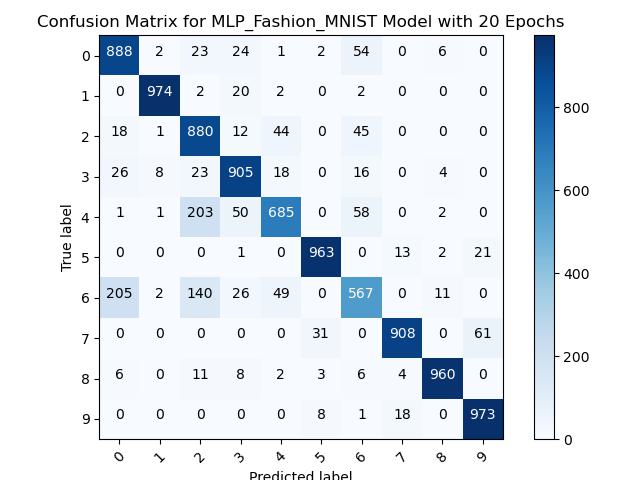 Confusion Matrix for MLP_Fashion_MNIST Model with 20 Epochs
0 888 2 23 24 1 2 54 0 6 0
1 0 974 2 20 2 0 2 0 0 0
2 18 1 880 12 44 0 45 0 0 0
3 26 8 23 905 18 0 16 0 4 0
4 1 1 203 50 685 0 58 0 2 0
5 0 0 0 1 0 963 0 13 2 21
6 205 2 140 26 49 0 567 0 11 0
7 0 0 0 0 0 31 0 908 0 61
8 6 0 11 8 2 3 6 4 960 0
9 0 0 0 0 0 8 1 18 0 973
0 1 2 3 4 5 6 7 8 9
True label
Predicted label
800
600
400
200
0